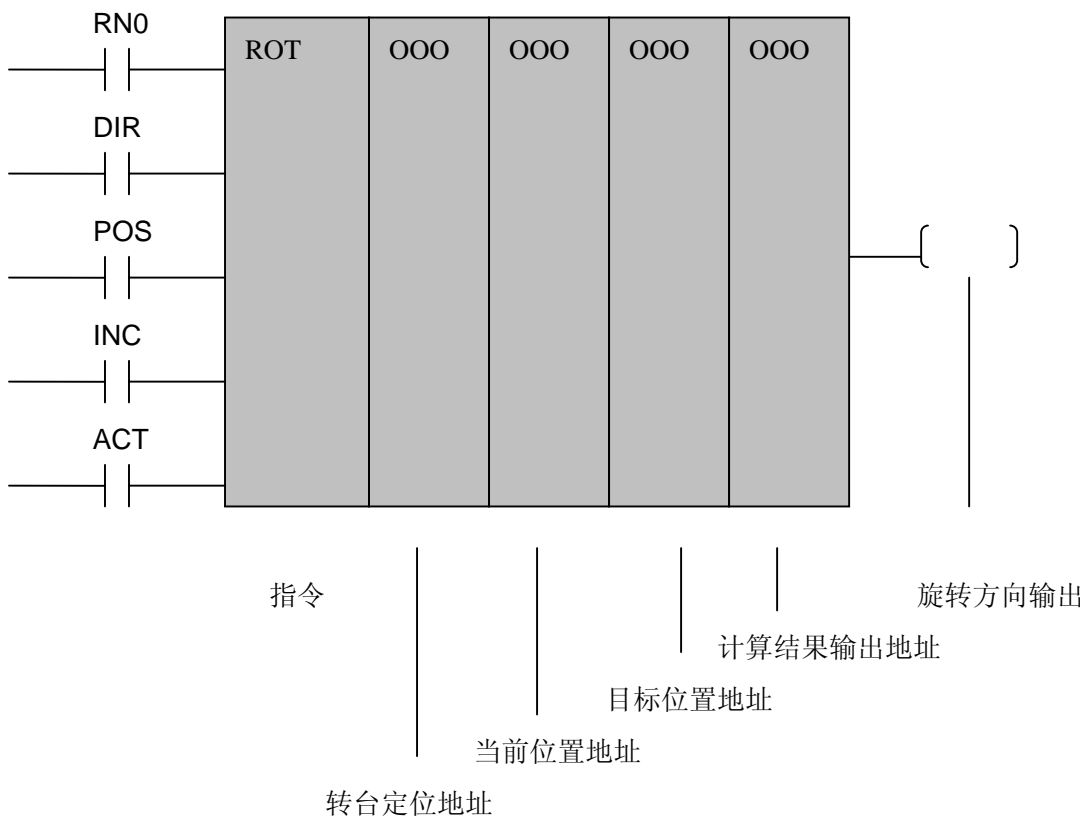 RN0
ROT OOO OOO OOO OOO
DIR
POS
INC
ACT
指令
旋转方向输出
计算结果输出地址
目标位置地址
当前位置地址
转台定位地址